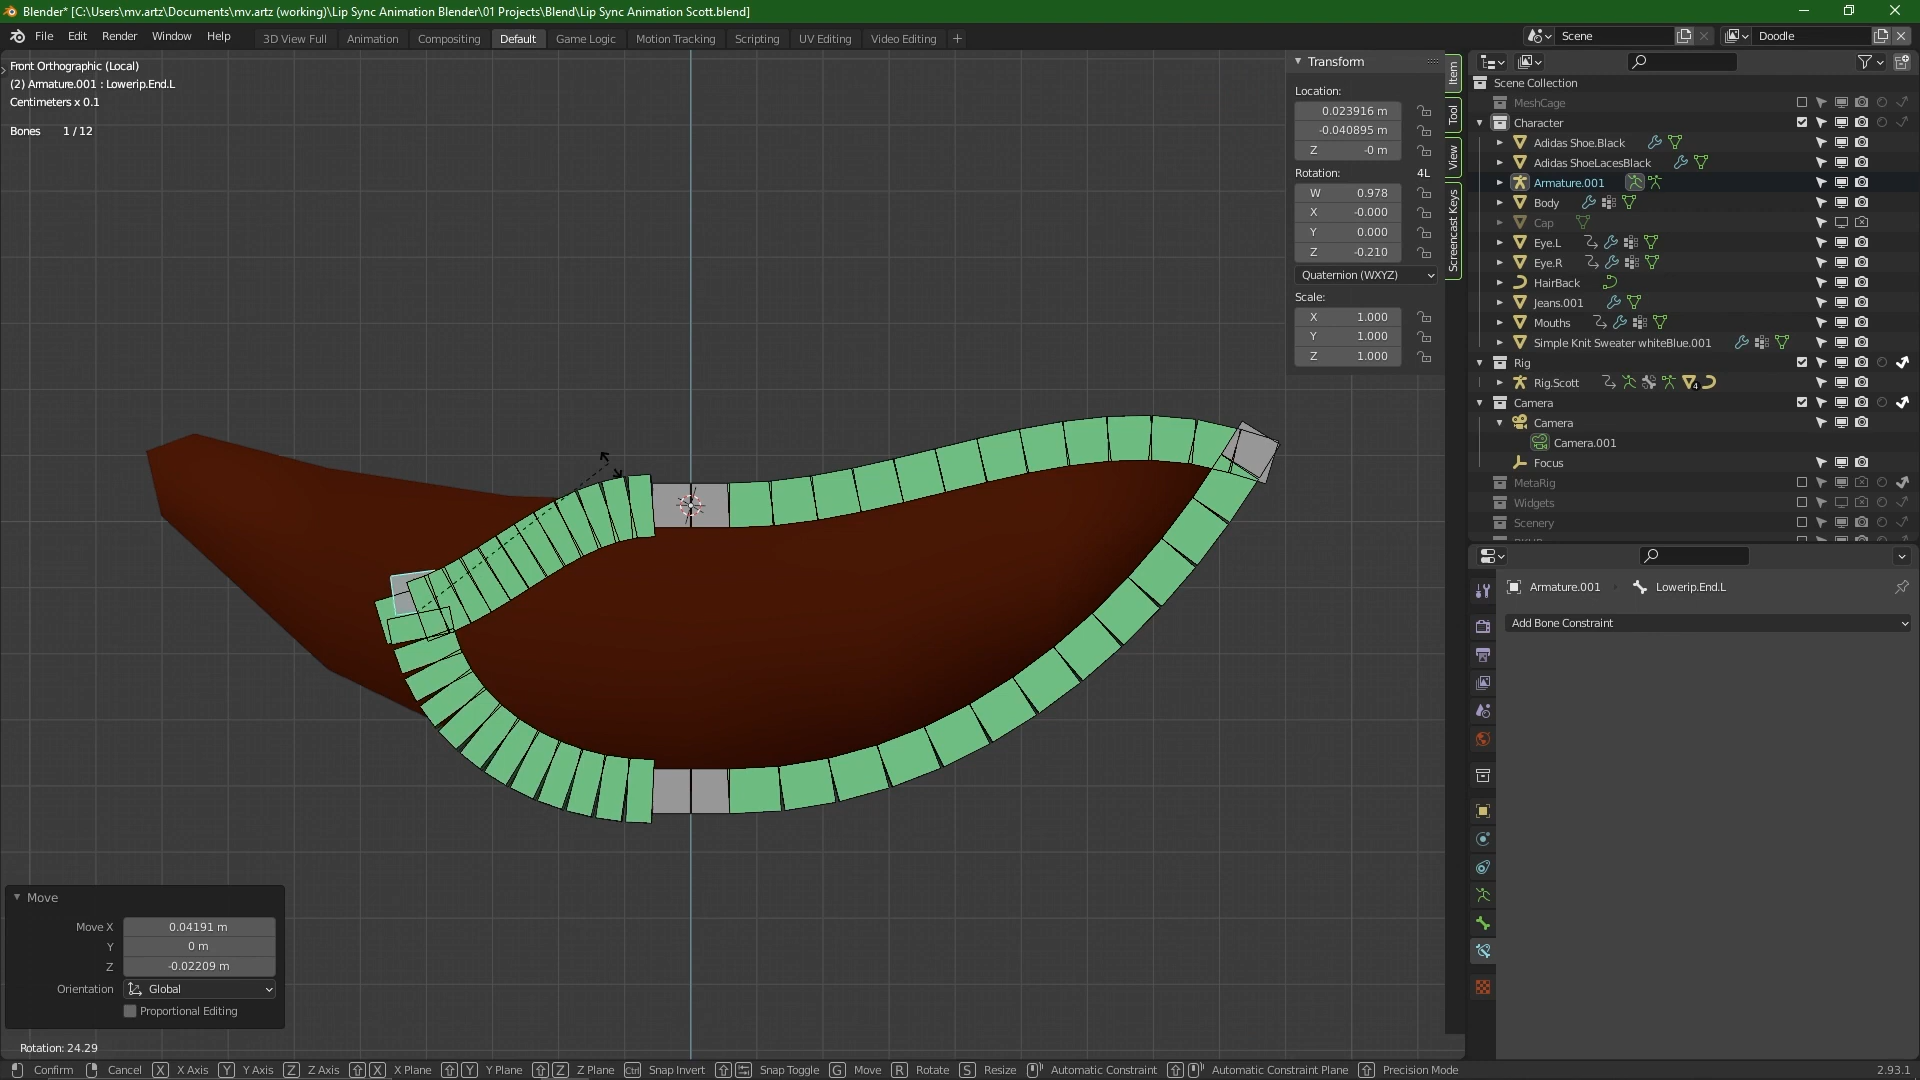 Blender* [C:\Users\mv.artz\Documents\mv.artz (working)\Lip Sync Animation Blender\01 Projects\Blend\Lip Sync Animation Scott.blend]
File Edit Render Window Help
3D View Full Animation Compositing Default Game Logic Motion Tracking Scripting UV Editing Video Editing +
Scene
Doodle
Front Orthographic (Local)
(2) Armature.001 : Lowerip.End.L
Centimeters x 0.1
Bones 1 / 12
Transform
Location:
0.023916 m
-0.040895 m
Z -0 m
Rotation: 4L
W 0.978
X -0.000
Y 0.000
Z -0.210
Quaternion (WXYZ)
Scale:
X 1.000
Y 1.000
Z 1.000
Item
Tool
View
Screencast Keys
Scene Collection
MeshCage
Character
Adidas Shoe.Black
Adidas ShoeLacesBlack
Armature.001
Body
Cap
Eye.L
Eye.R
HairBack
Jeans.001
Mouths
Simple Knit Sweater whiteBlue.001
Rig
Rig.Scott 4
Camera
Camera
Camera.001
Focus
MetaRig
Widgets
Scenery
Armature.001 Lowerip.End.L
Add Bone Constraint
Move
Move X 0.04191 m
Y 0 m
Z -0.02209 m
Orientation Global
Proportional Editing
Rotation: 24.29
Confirm Cancel X X Axis Y Y Axis Z Z Axis X X Plane Y Y Plane Z Z Plane Ctrl Snap Invert Snap Toggle G Move R Rotate S Resize Automatic Constraint Automatic Constraint Plane Precision Mode 2.93.1